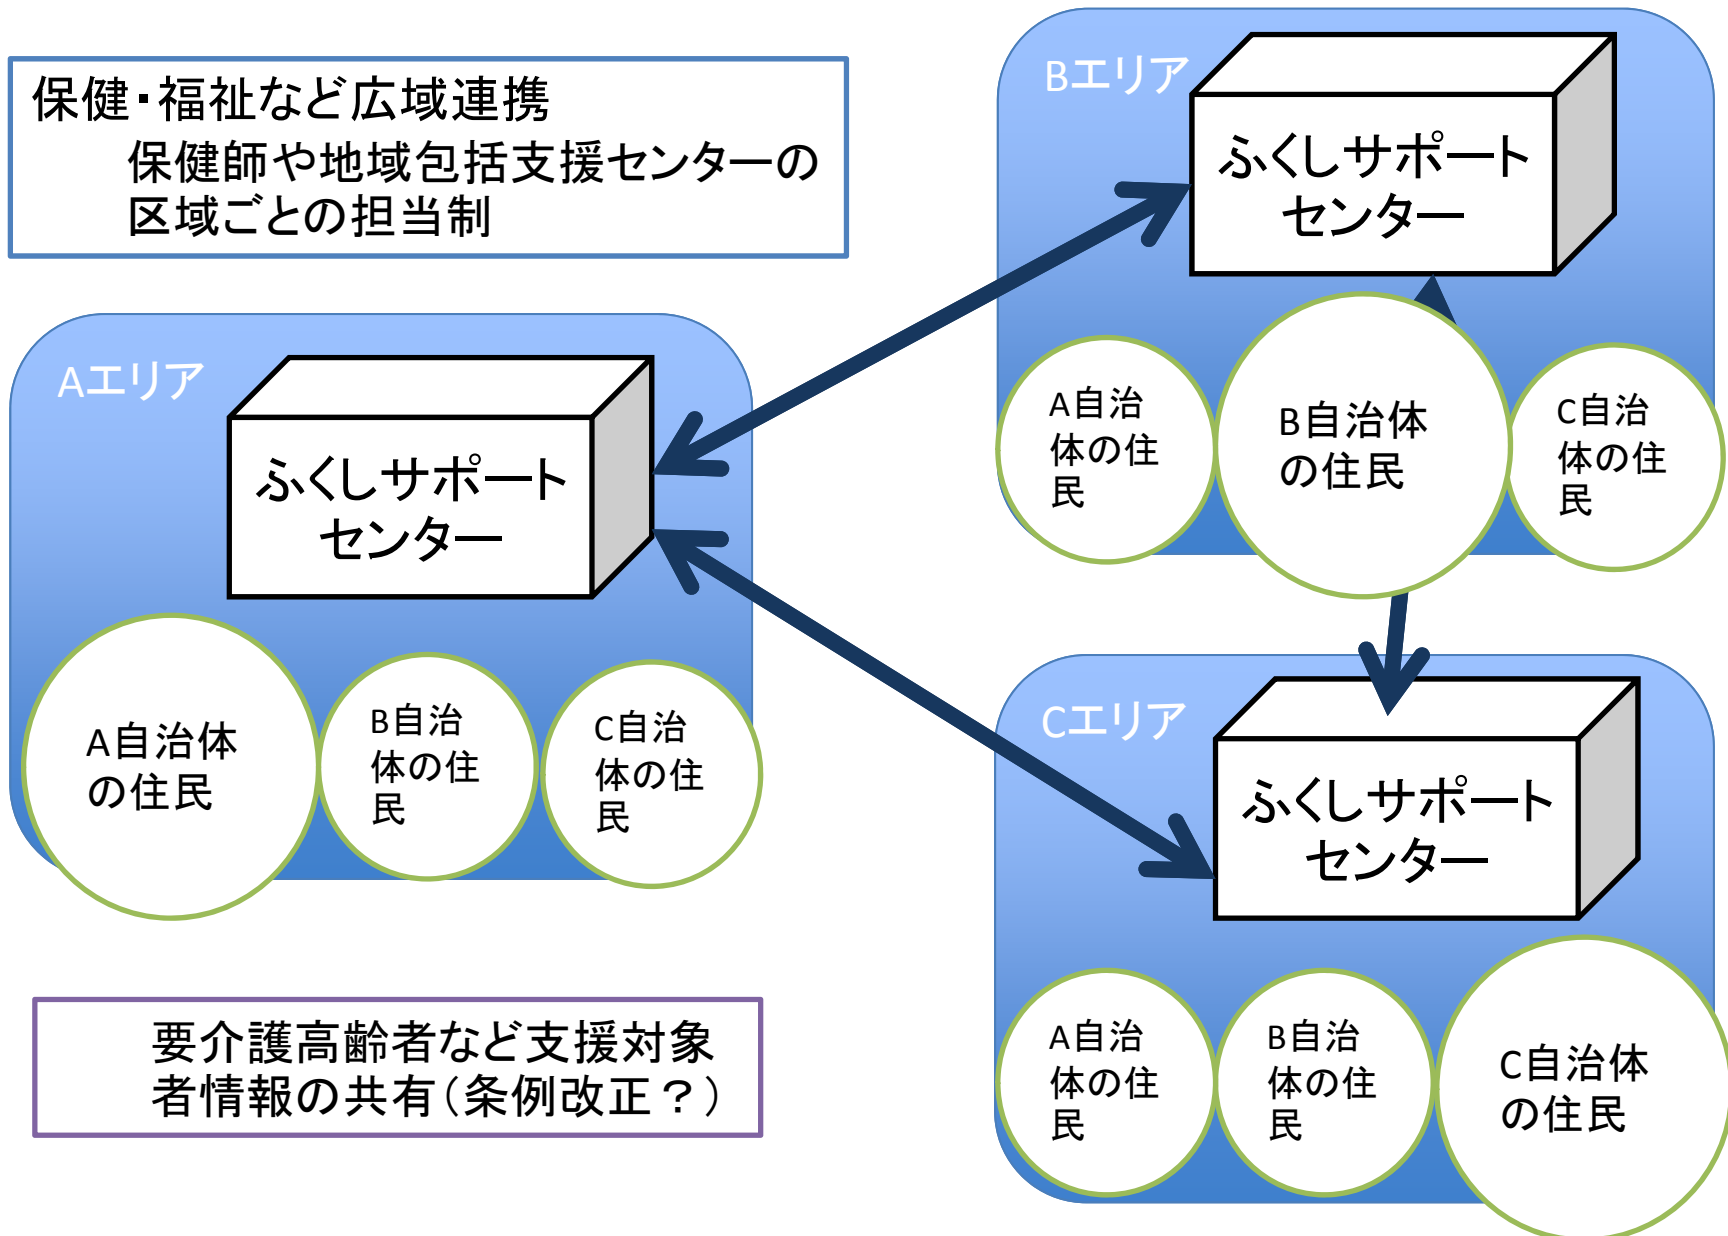 保健・福祉など広域連携
保健師や地域包括支援センターの
区域ごとの担当制
Bエリア
ふくしサポート
センター
A自治
体の住
民
B自治体
の住民
C自治
体の住
民
Aエリア
ふくしサポート
センター
A自治体
の住民
B自治
体の住
民
C自治
体の住
民
Cエリア
ふくしサポート
センター
A自治
体の住
民
B自治
体の住
民
C自治体
の住民
要介護高齢者など支援対象
者情報の共有（条例改正？）